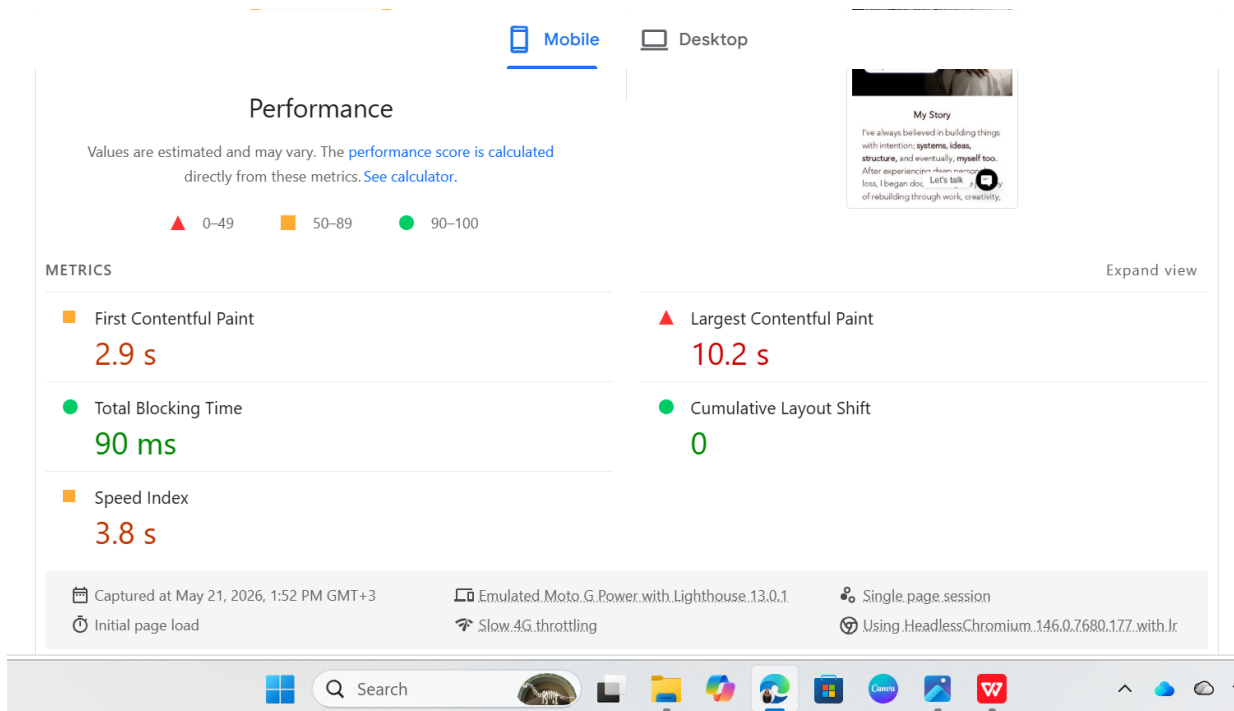 Mobile
Desktop
Performance
Values are estimated and may vary. The performance score is calculated
directly from these metrics. See calculator.
0–49
50–89
90–100
My Story
I've always believed in building things
with intention; systems, ideas,
structure, and eventually, myself too.
After experiencing deep personal
loss, I began
Let's talk
of rebuilding through work, creativity,
METRICS
Expand view
First Contentful Paint
2.9 s
Largest Contentful Paint
10.2 s
Total Blocking Time
90 ms
Cumulative Layout Shift
0
Speed Index
3.8 s
Captured at May 21, 2026, 1:52 PM GMT+3
Emulated Moto G Power with Lighthouse 13.0.1
Single page session
Initial page load
Slow 4G throttling
Using HeadlessChromium 146.0.7680.177 with lr
Search
Canva